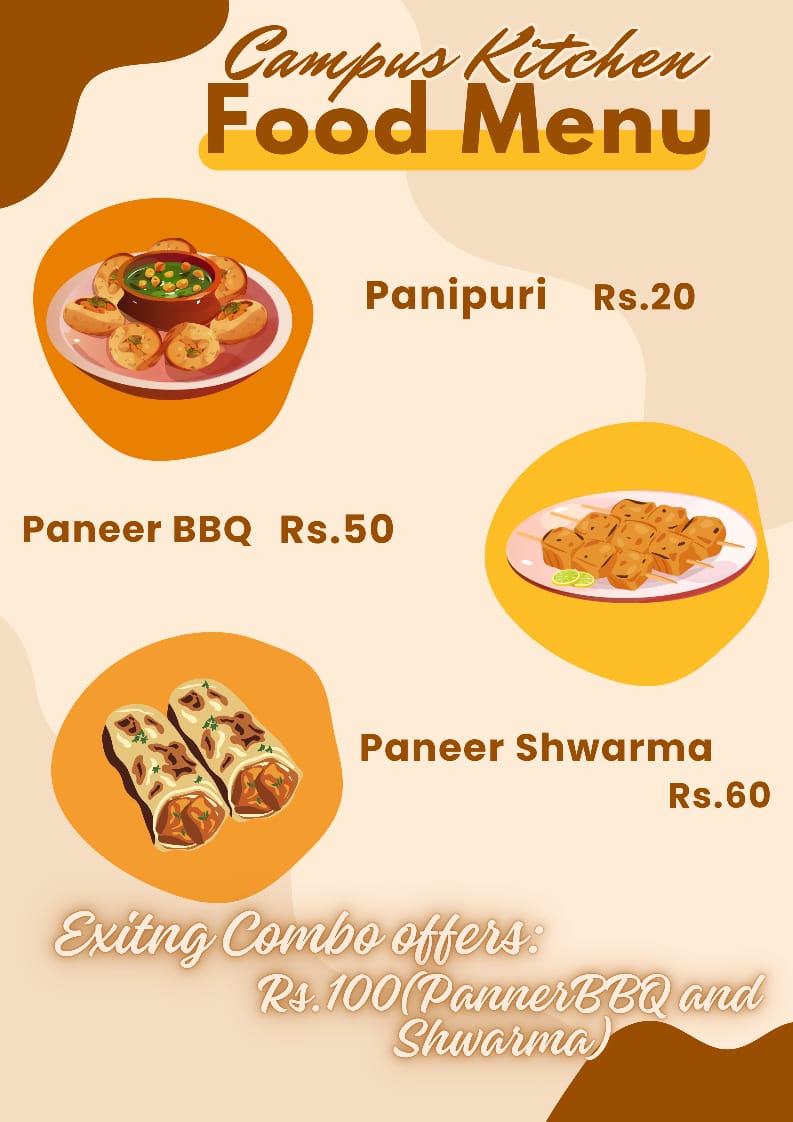 Campus Kitchen
Food Menu
Panipuri Rs.20
Paneer BBQ Rs.50
Paneer Shwarma
Rs.60
Exitng Combo offers:
Rs.100(PannerBBQ and
Shwarma)